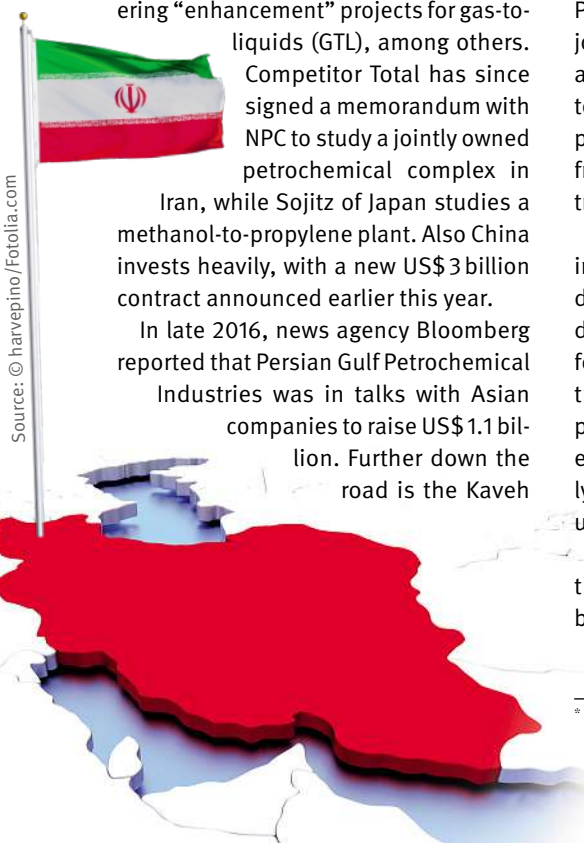 ering “enhancement” projects for gas-to-
liquids (GTL), among others.
Competitor Total has since
signed a memorandum with
NPC to study a jointly owned
petrochemical complex in
Iran, while Sojitz of Japan studies a
methanol-to-propylene plant. Also China
invests heavily, with a new US$ 3 billion
contract announced earlier this year.
In late 2016, news agency Bloomberg
reported that Persian Gulf Petrochemical
Industries was in talks with Asian
companies to raise US$ 1.1 bil-
lion. Further down the
road is the Kaveh
Source: © harvepino/Fotolia.com